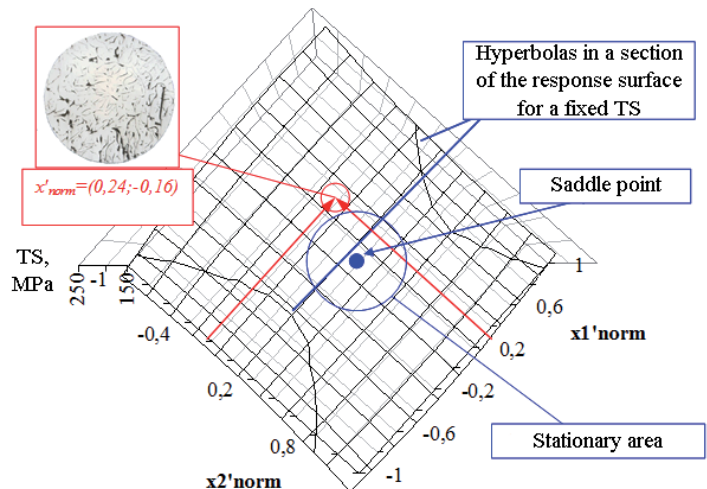 Hyperbolas in a section
of the response surface
for a fixed TS
x'norm=(0,24;-0,16)
Saddle point
TS,
MPa
250
-1
150
1
-0,4
0,6
x1'norm
0,2
0,2
-0,2
0,8
-0,6
Stationary area
-1
x2'norm